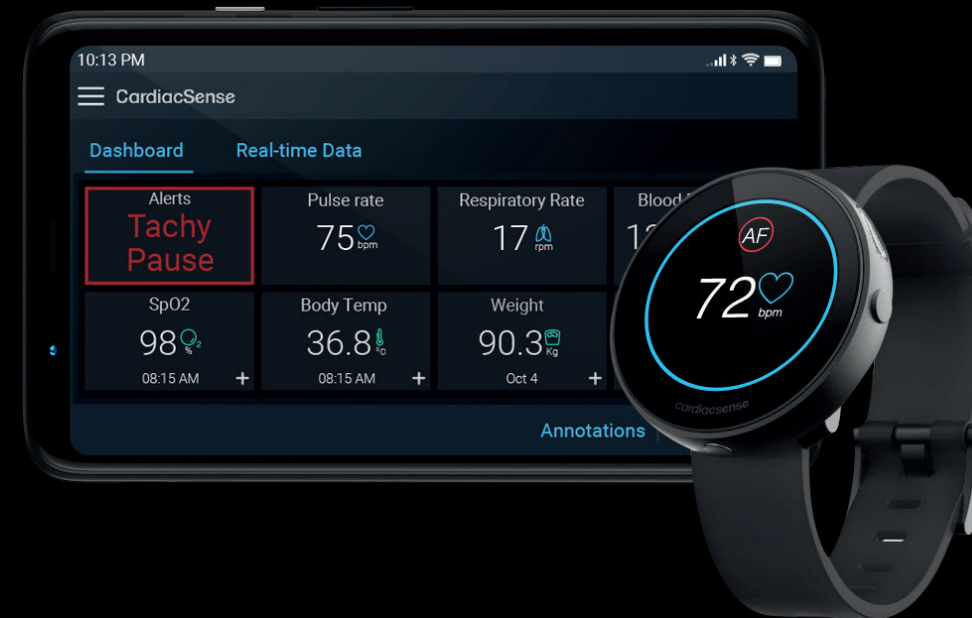 10:13 PM
CardiacSense
Dashboard Real-time Data
Alerts
Tachy
Pause
Pulse rate
75 bpm
Respiratory Rate
17 rpm
Blood
SpO2
98 %
08:15 AM +
Body Temp
36.8 °C
08:15 AM +
Weight
90.3 Kg
Oct 4 +
Annotations
AF
72 bpm
cardiacsense